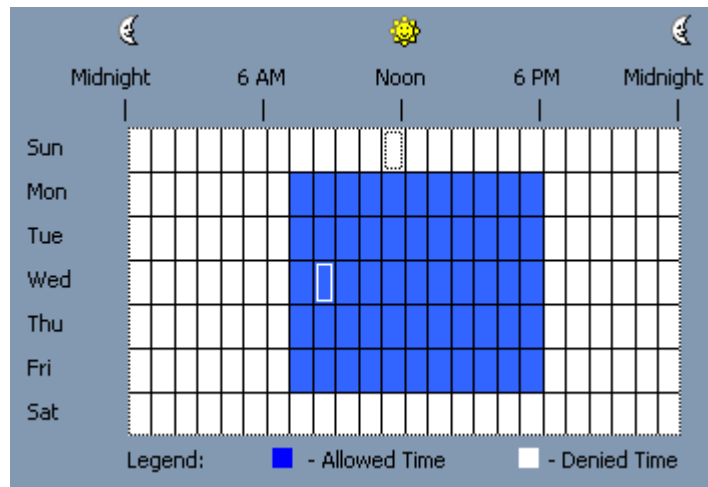 Midnight 6 AM Noon 6 PM Midnight
Sun
Mon
Tue
Wed
Thu
Fri
Sat
Legend: - Allowed Time - Denied Time